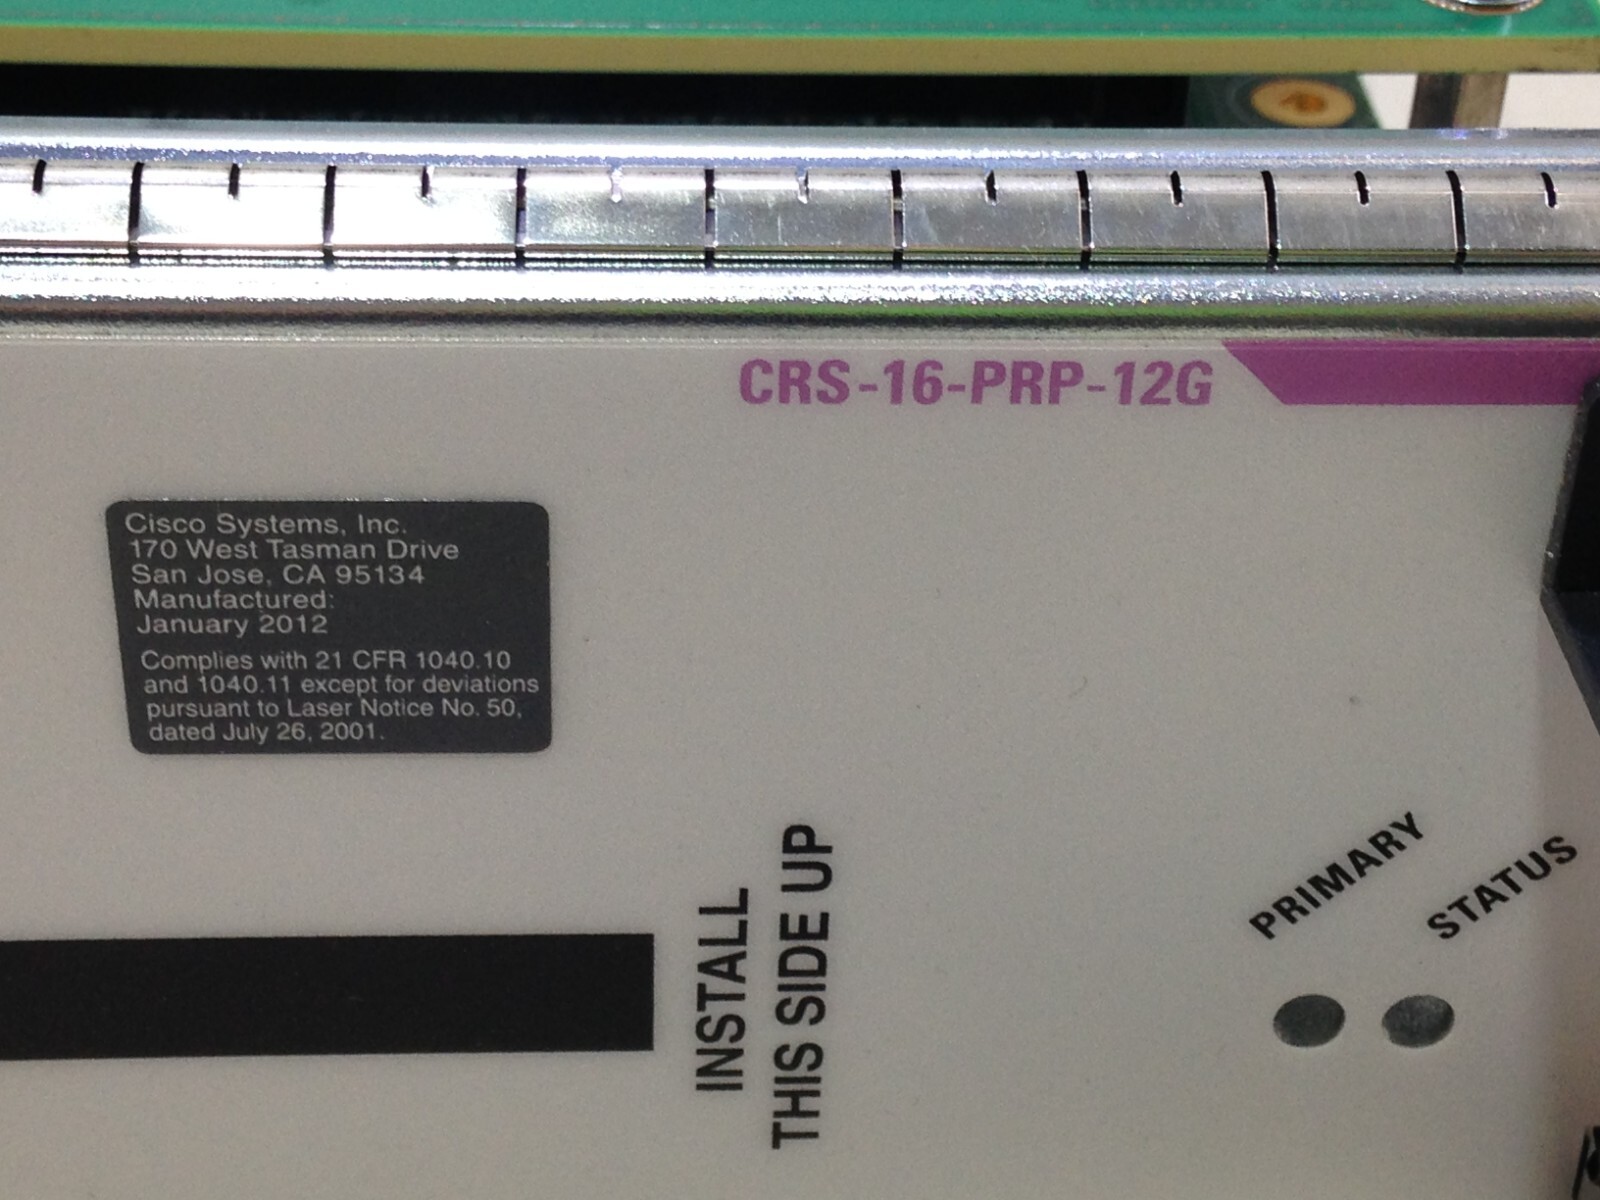 CRS-16-PRP-12G
Cisco Systems, Inc.
170 West Tasman Drive
San Jose, CA 95134
Manufactured:
January 2012
Complies with 21 CFR 1040.10
and 1040.11 except for deviations
pursuant to Laser Notice No. 50,
dated July 26, 2001.
INSTALL
THIS SIDE UP
PRIMARY
STATUS